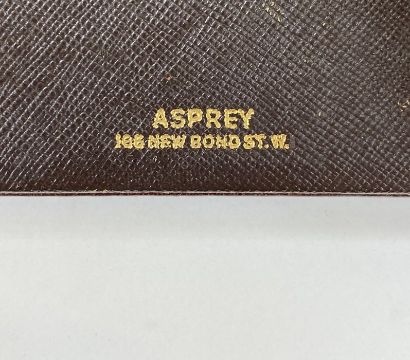 ASPREY
166 NEW BOND ST. W.